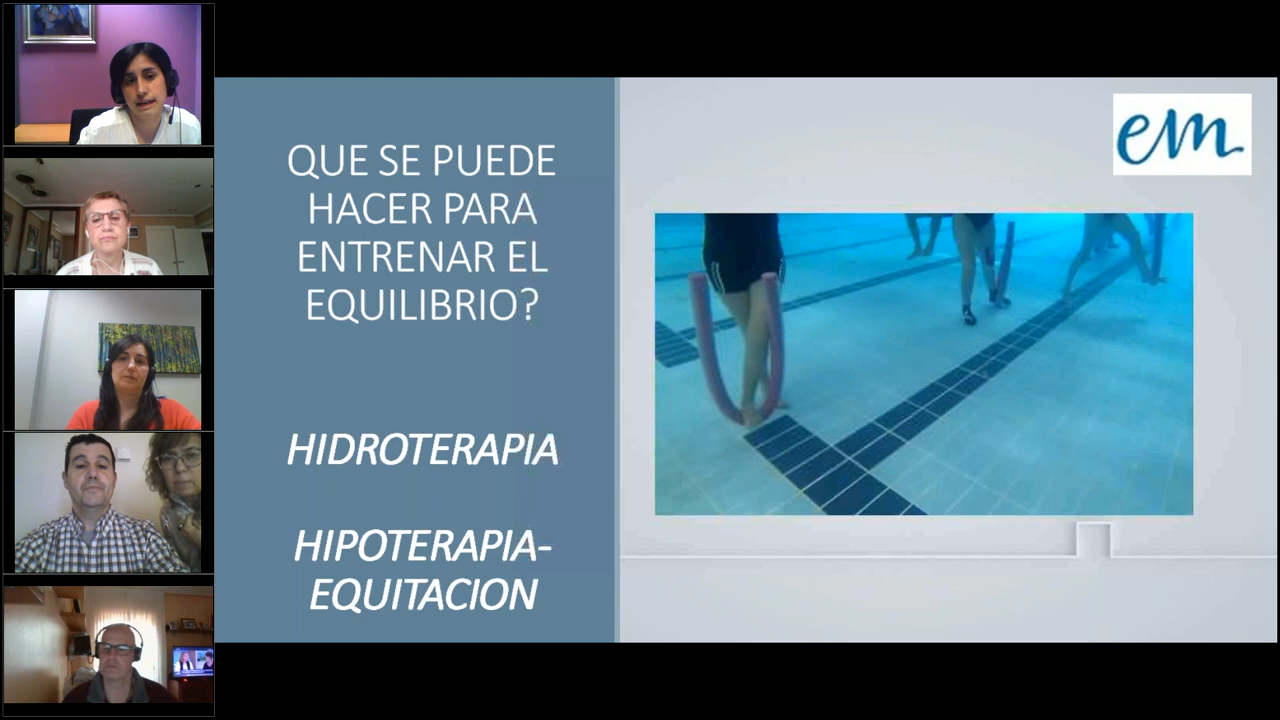 QUE SE PUEDE
HACER PARA
ENTRENAR EL
EQUILIBRIO?
HIDROTERAPIA
HIPOTERAPIA-
EQUITACION
em